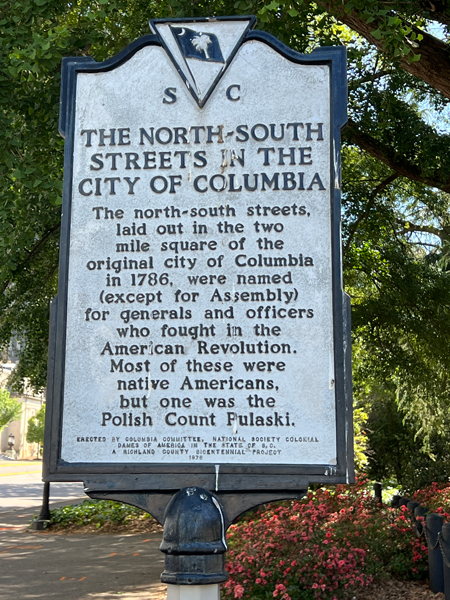 S C
THE NORTH-SOUTH
STREETS IN THE
CITY OF COLUMBIA
The north-south streets,
laid out in the two
mile square of the
original city of Columbia
in 1786, were named
(except for Assembly)
for generals and officers
who fought in the
American Revolution.
Most of these were
native Americans,
but one was the
Polish Count Pulaski.
ERECTED BY COLUMBIA COMMITTEE, NATIONAL SOCIETY COLONIAL
DAMES OF AMERICA IN THE STATE OF S.C.
A RICHLAND COUNTY BICENTENNIAL PROJECT
1976